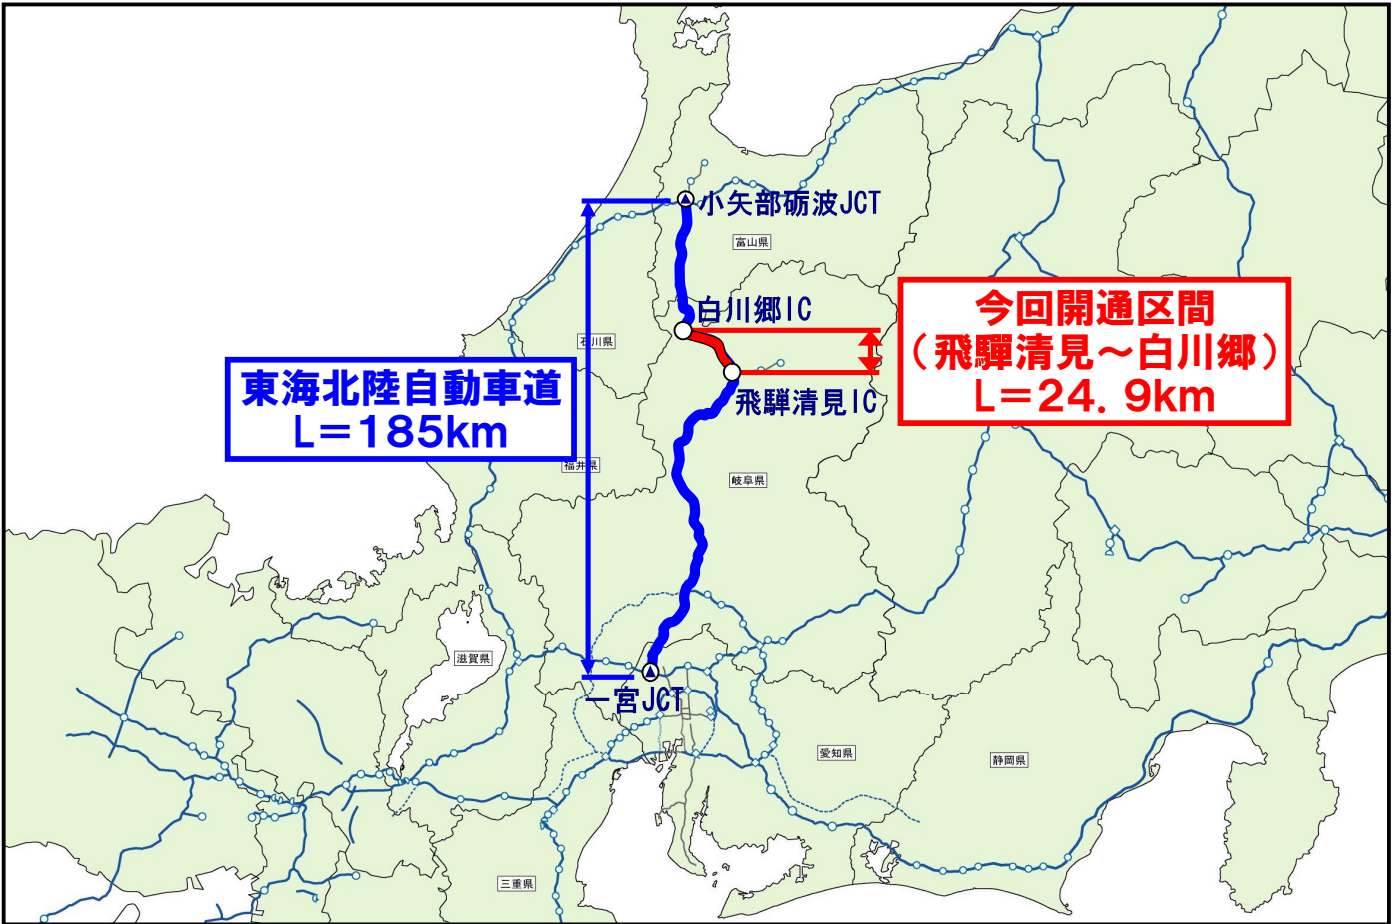 小矢部砺波JCT
富山県
白川郷IC
今回開通区間
（飛驒清見～白川郷）
L＝24．9km
石川県
東海北陸自動車道
L＝185km
飛騨清見IC
福井県
岐阜県
滋賀県
一宮JCT
愛知県
静岡県
三重県